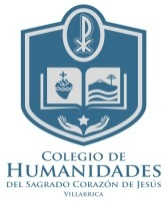 COLEGIO DE
HUMANIDADES
DEL SAGRADO CORAZÓN DE JESÚS
VILLARRICA